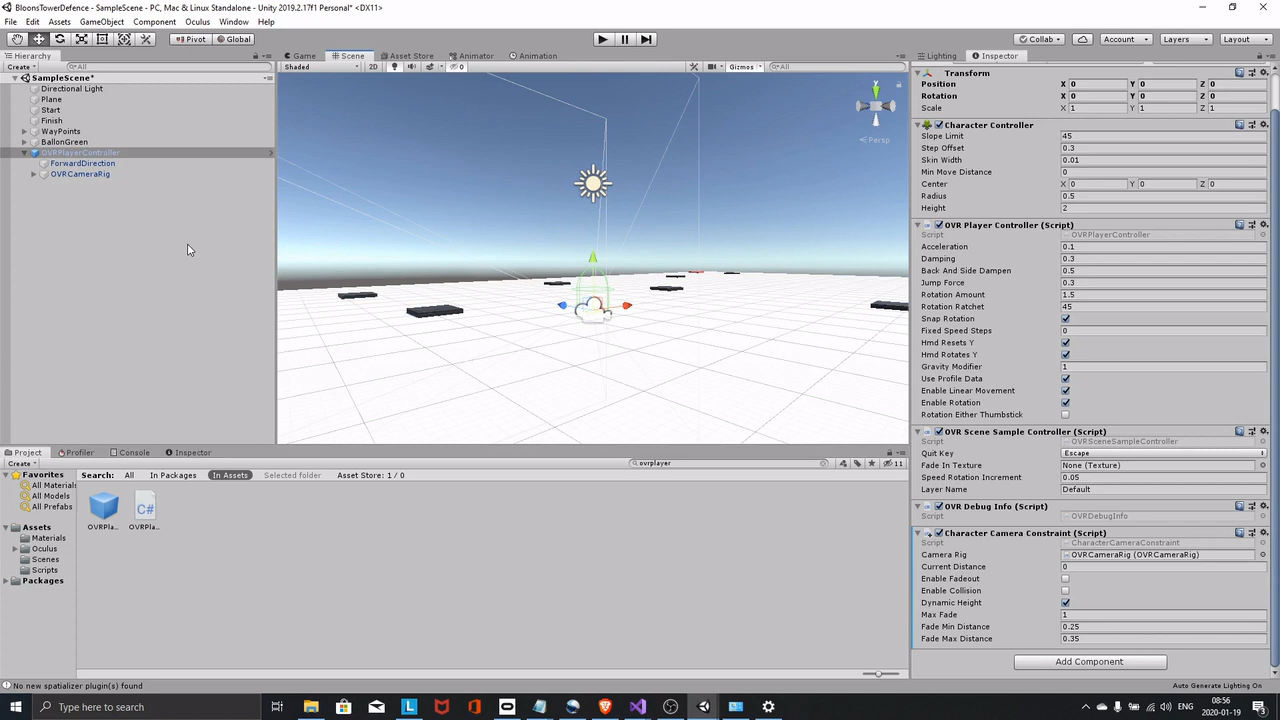 BloonsTowerDefence - SampleScene - PC, Mac & Linux Standalone - Unity 2019.2.17f1 Personal* <DX11>
File Edit Assets GameObject Component Oculus Window Help
Pivot Global Collab Account Layers Layout
Hierarchy
Create All
SampleScene*
Directional Light
Plane
Start
Finish
WayPoints
BallonGreen
OVRPlayerController
ForwardDirection
OVRCameraRig
Game Scene Asset Store Animator Animation
Shaded 2D 0 Gizmos All
y
Persp
Lighting Inspector
Transform
Position X 0 Y 0 Z 0
Rotation X 0 Y 0 Z 0
Scale X 1 Y 1 Z 1
Character Controller
Slope Limit 45
Step Offset 0.3
Skin Width 0.01
Min Move Distance 0
Center X 0 Y 0 Z 0
Radius 0.5
Height 2
OVR Player Controller (Script)
Script OVRPlayerController
Acceleration 0.1
Damping 0.3
Back And Side Dampen 0.5
Jump Force 0.3
Rotation Amount 1.5
Rotation Ratchet 45
Snap Rotation
Fixed Speed Steps 0
Hmd Resets Y
Hmd Rotates Y
Gravity Modifier 1
Use Profile Data
Enable Linear Movement
Enable Rotation
Rotation Either Thumbstick
OVR Scene Sample Controller (Script)
Script OVRSceneSampleController
Quit Key Escape
Fade In Texture None (Texture)
Speed Rotation Increment 0.05
Layer Name Default
OVR Debug Info (Script)
Script OVRDebugInfo
Character Camera Constraint (Script)
Script CharacterCameraConstraint
Camera Rig OVRCameraRig (OVRCameraRig)
Current Distance 0
Enable Fadeout
Enable Collision
Dynamic Height
Max Fade 1
Fade Min Distance 0.25
Fade Max Distance 0.35
Add Component
Project Profiler Console Inspector
Create ovrplayer 11
Favorites
All Materials
All Models
All Prefabs
Assets
Materials
Oculus
Scenes
Scripts
Packages
Search: All In Packages In Assets Selected folder Asset Store: 1 / 0
C#
OVRPla... OVRPla...
No new spatializer plugin(s) found
Auto Generate Lighting On
Type here to search
ENG
08:56
2020-01-19